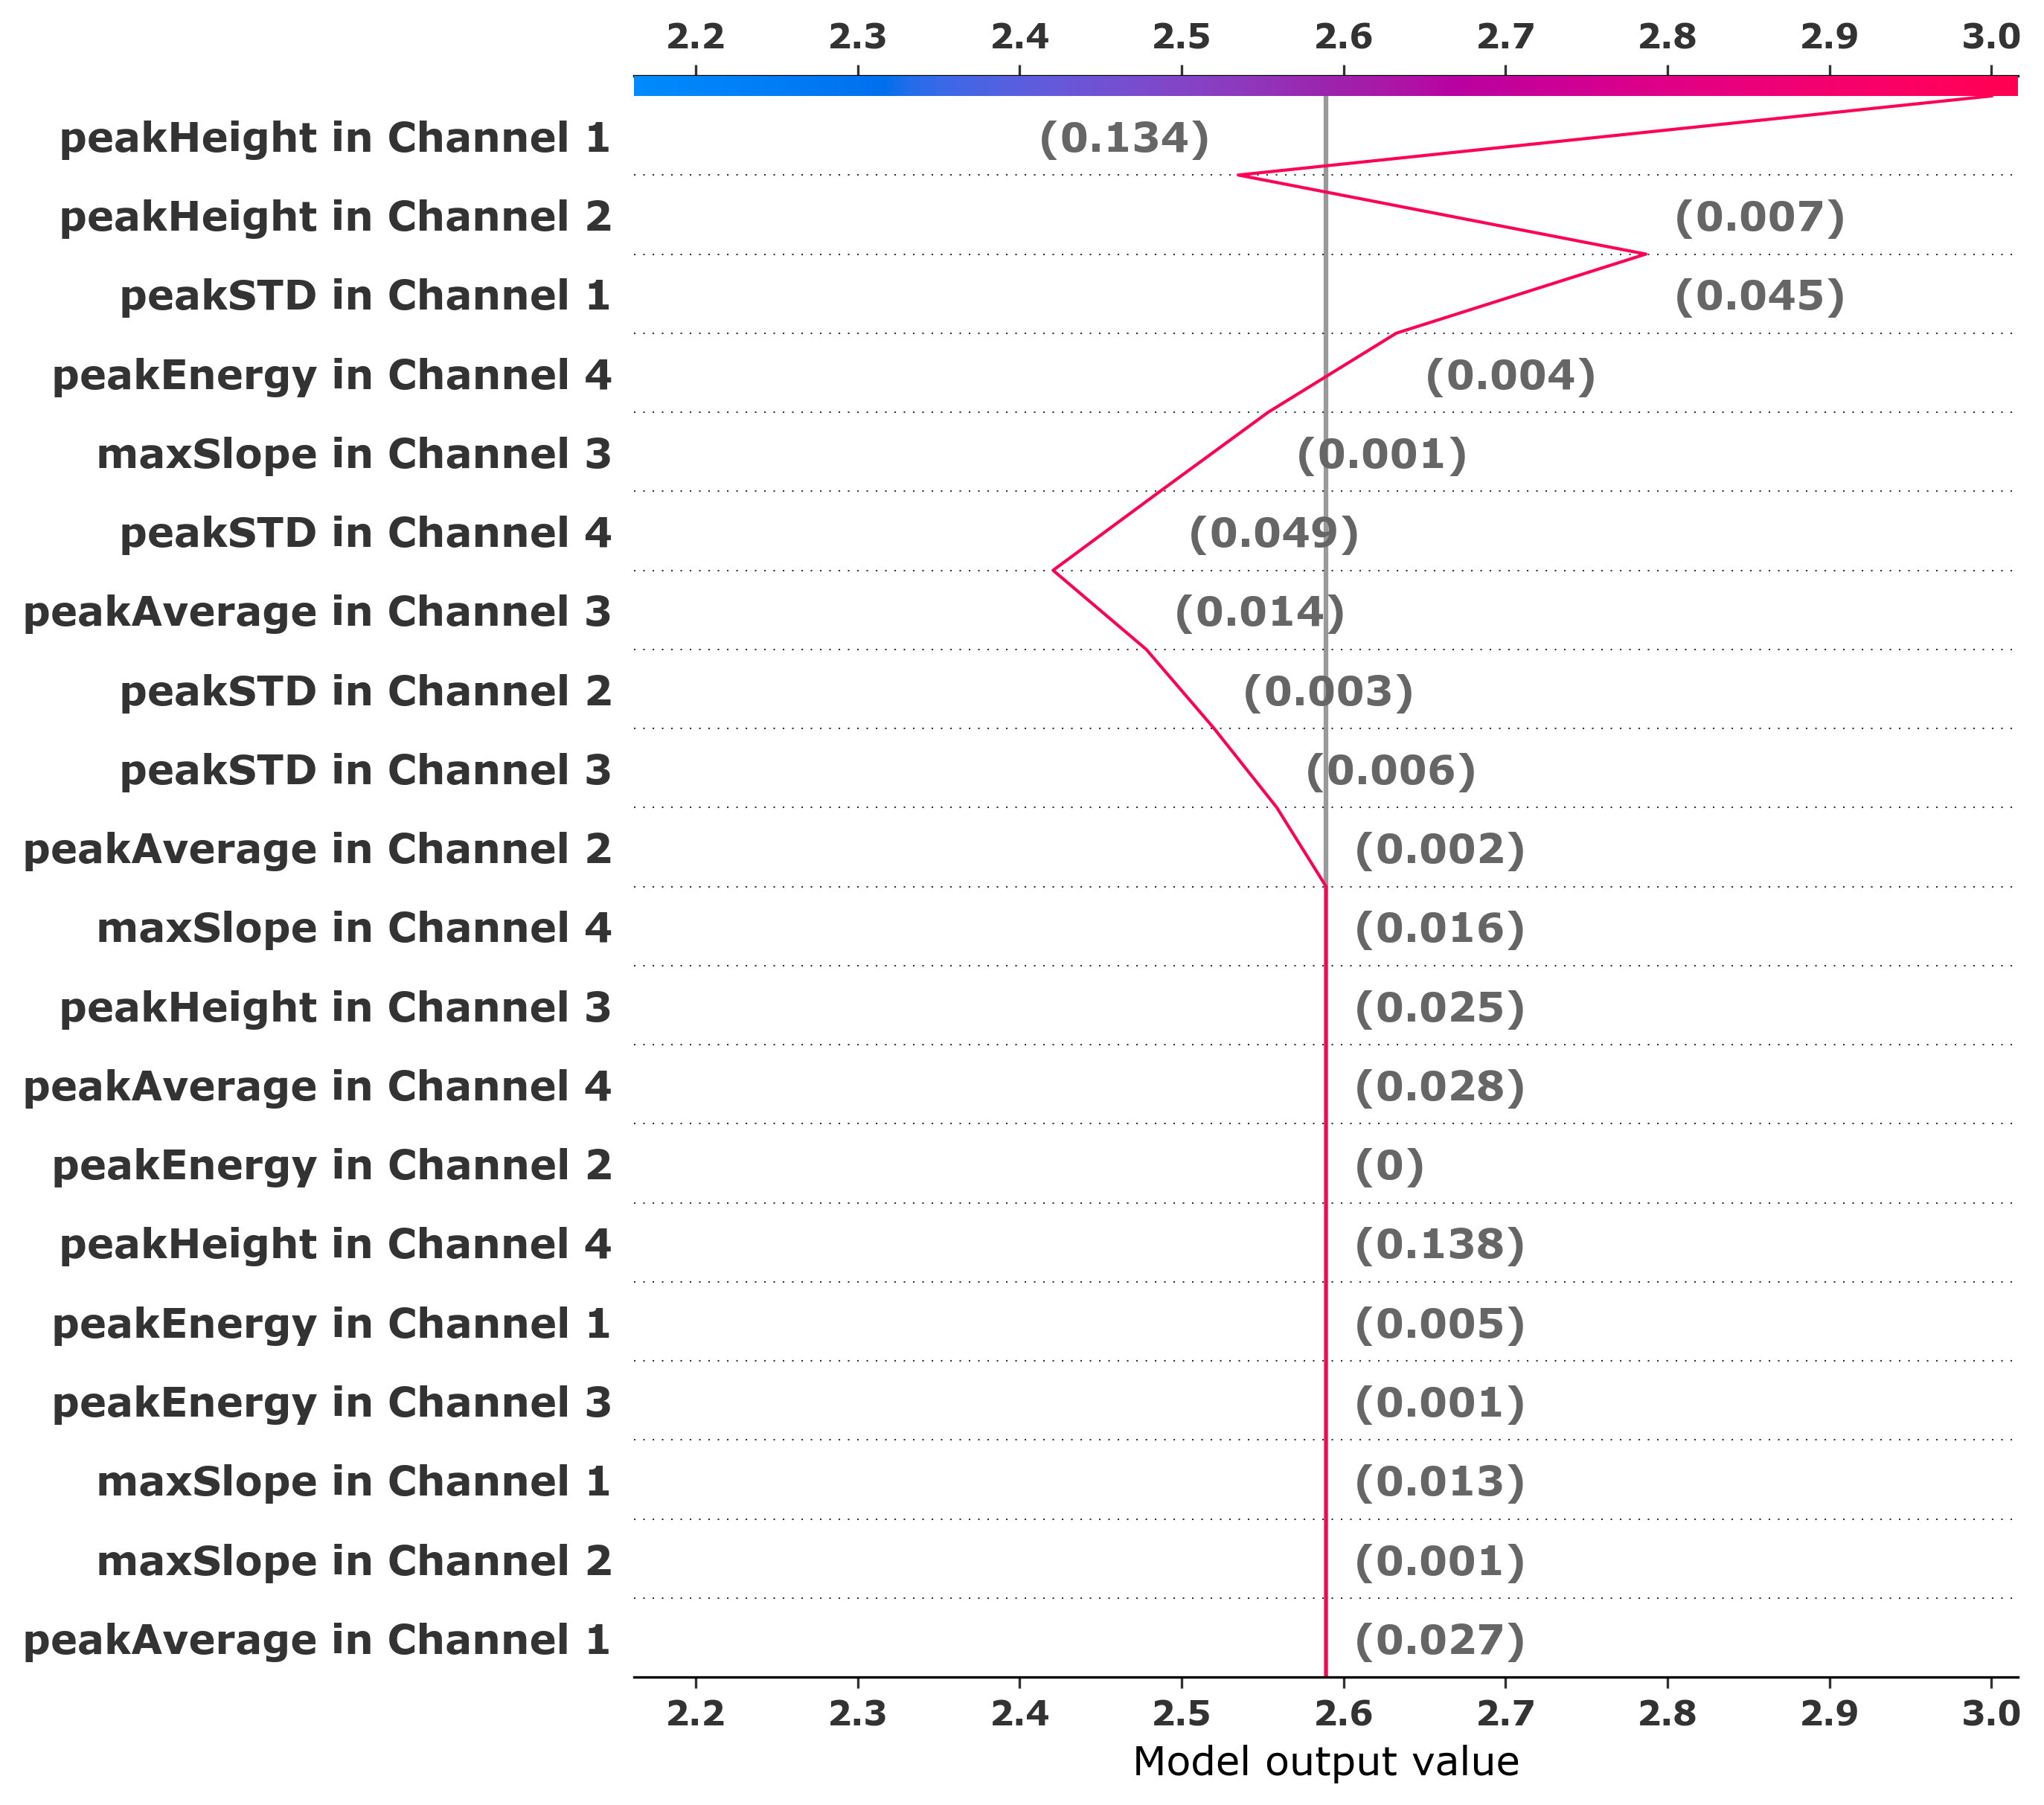 2.2 2.3 2.4 2.5 2.6 2.7 2.8 2.9 3.0
peakHeight in Channel 1 (0.134)
peakHeight in Channel 2 (0.007)
peakSTD in Channel 1 (0.045)
peakEnergy in Channel 4 (0.004)
maxSlope in Channel 3 (0.001)
peakSTD in Channel 4 (0.049)
peakAverage in Channel 3 (0.014)
peakSTD in Channel 2 (0.003)
peakSTD in Channel 3 (0.006)
peakAverage in Channel 2 (0.002)
maxSlope in Channel 4 (0.016)
peakHeight in Channel 3 (0.025)
peakAverage in Channel 4 (0.028)
peakEnergy in Channel 2 (0)
peakHeight in Channel 4 (0.138)
peakEnergy in Channel 1 (0.005)
peakEnergy in Channel 3 (0.001)
maxSlope in Channel 1 (0.013)
maxSlope in Channel 2 (0.001)
peakAverage in Channel 1 (0.027)
2.2 2.3 2.4 2.5 2.6 2.7 2.8 2.9 3.0
Model output value